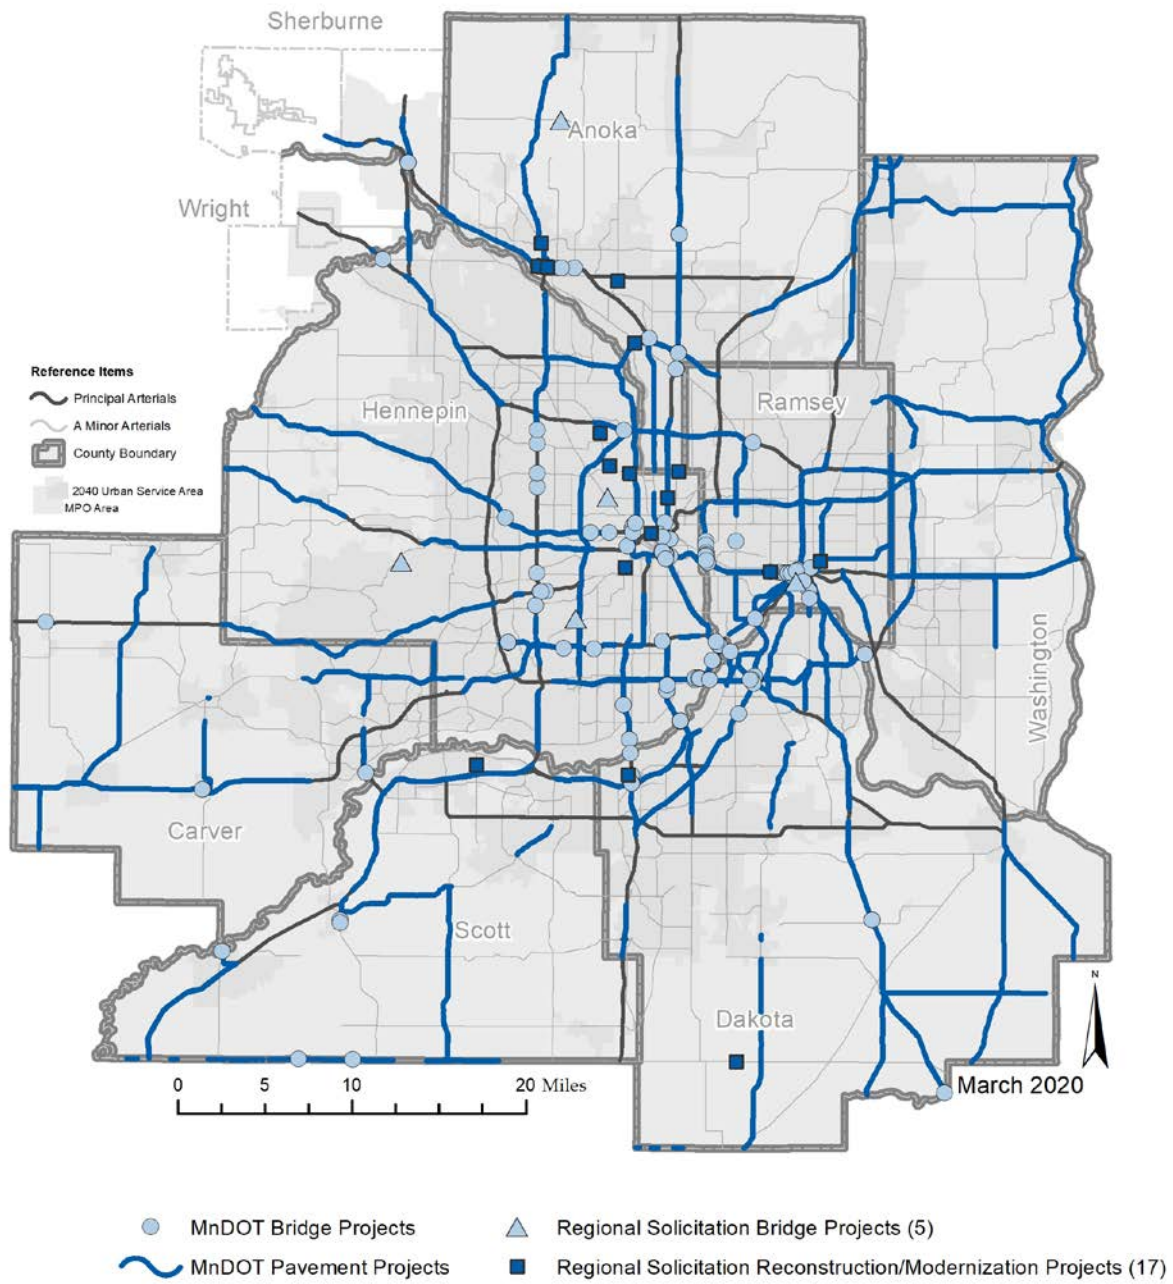 Sherburne
Anoka
Wright
Reference Items
Principal Arterials
A Minor Arterials
County Boundary
2040 Urban Service Area
MPO Area
Hennepin
Ramsey
Washington
Carver
Scott
Dakota
N
0 5 10 20 Miles
March 2020
MnDOT Bridge Projects
Regional Solicitation Bridge Projects (5)
MnDOT Pavement Projects
Regional Solicitation Reconstruction/Modernization Projects (17)